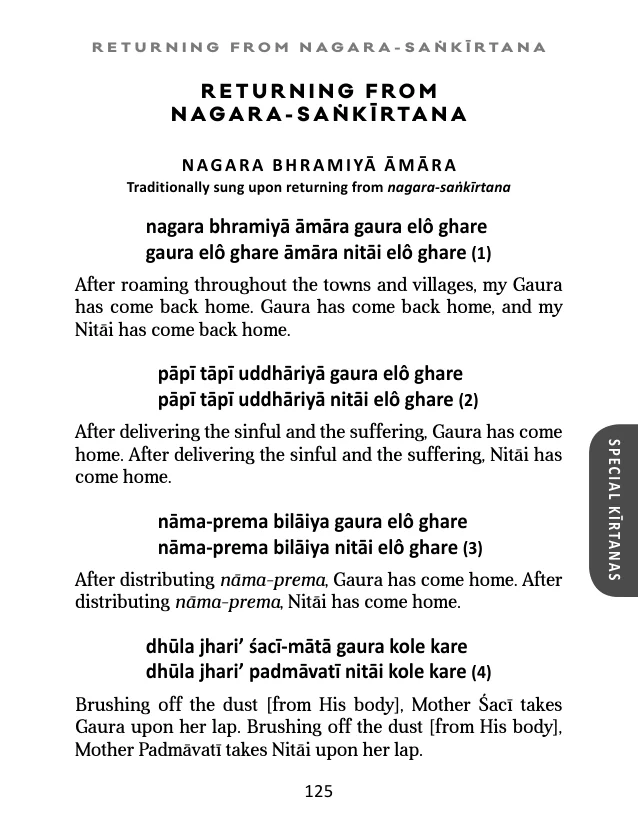 RETURNING FROM NAGARA-SAṄKĪRTANA
RETURNING FROM
NAGARA-SAṄKĪRTANA
NAGARA BHRAMIYĀ ĀMĀRA
Traditionally sung upon returning from nagara-saṅkīrtana
nagara bhramiyā āmāra gaura elô ghare
gaura elô ghare āmāra nitāi elô ghare (1)
After roaming throughout the towns and villages, my Gaura
has come back home. Gaura has come back home, and my
Nitāi has come back home.
pāpī tāpī uddhāriyā gaura elô ghare
pāpī tāpī uddhāriyā nitāi elô ghare (2)
After delivering the sinful and the suffering, Gaura has come
home. After delivering the sinful and the suffering, Nitāi has
come home.
nāma-prema bilāiya gaura elô ghare
nāma-prema bilāiya nitāi elô ghare (3)
After distributing nāma-prema, Gaura has come home. After
distributing nāma-prema, Nitāi has come home.
dhūla jhari’ śacī-mātā gaura kole kare
dhūla jhari’ padmāvatī nitāi kole kare (4)
Brushing off the dust [from His body], Mother Śacī takes
Gaura upon her lap. Brushing off the dust [from His body],
Mother Padmāvatī takes Nitāi upon her lap.
SPECIAL KĪRTANAS
125